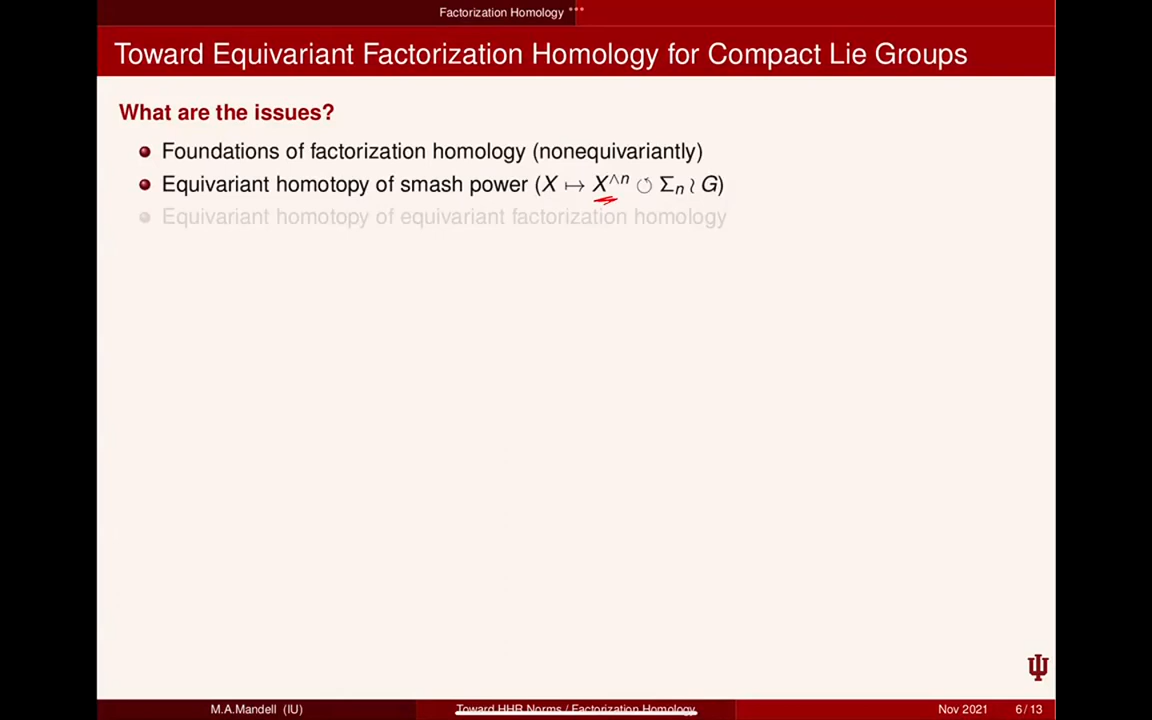 Factorization Homology
Toward Equivariant Factorization Homology for Compact Lie Groups
What are the issues?
Foundations of factorization homology (nonequivariantly)
Equivariant homotopy of smash power (X ↦ X^∧n ↺ Σn ≀ G)
Equivariant homotopy of equivariant factorization homology
M.A.Mandell (IU) Toward HHR Norms / Factorization Homology Nov 2021 6 / 13